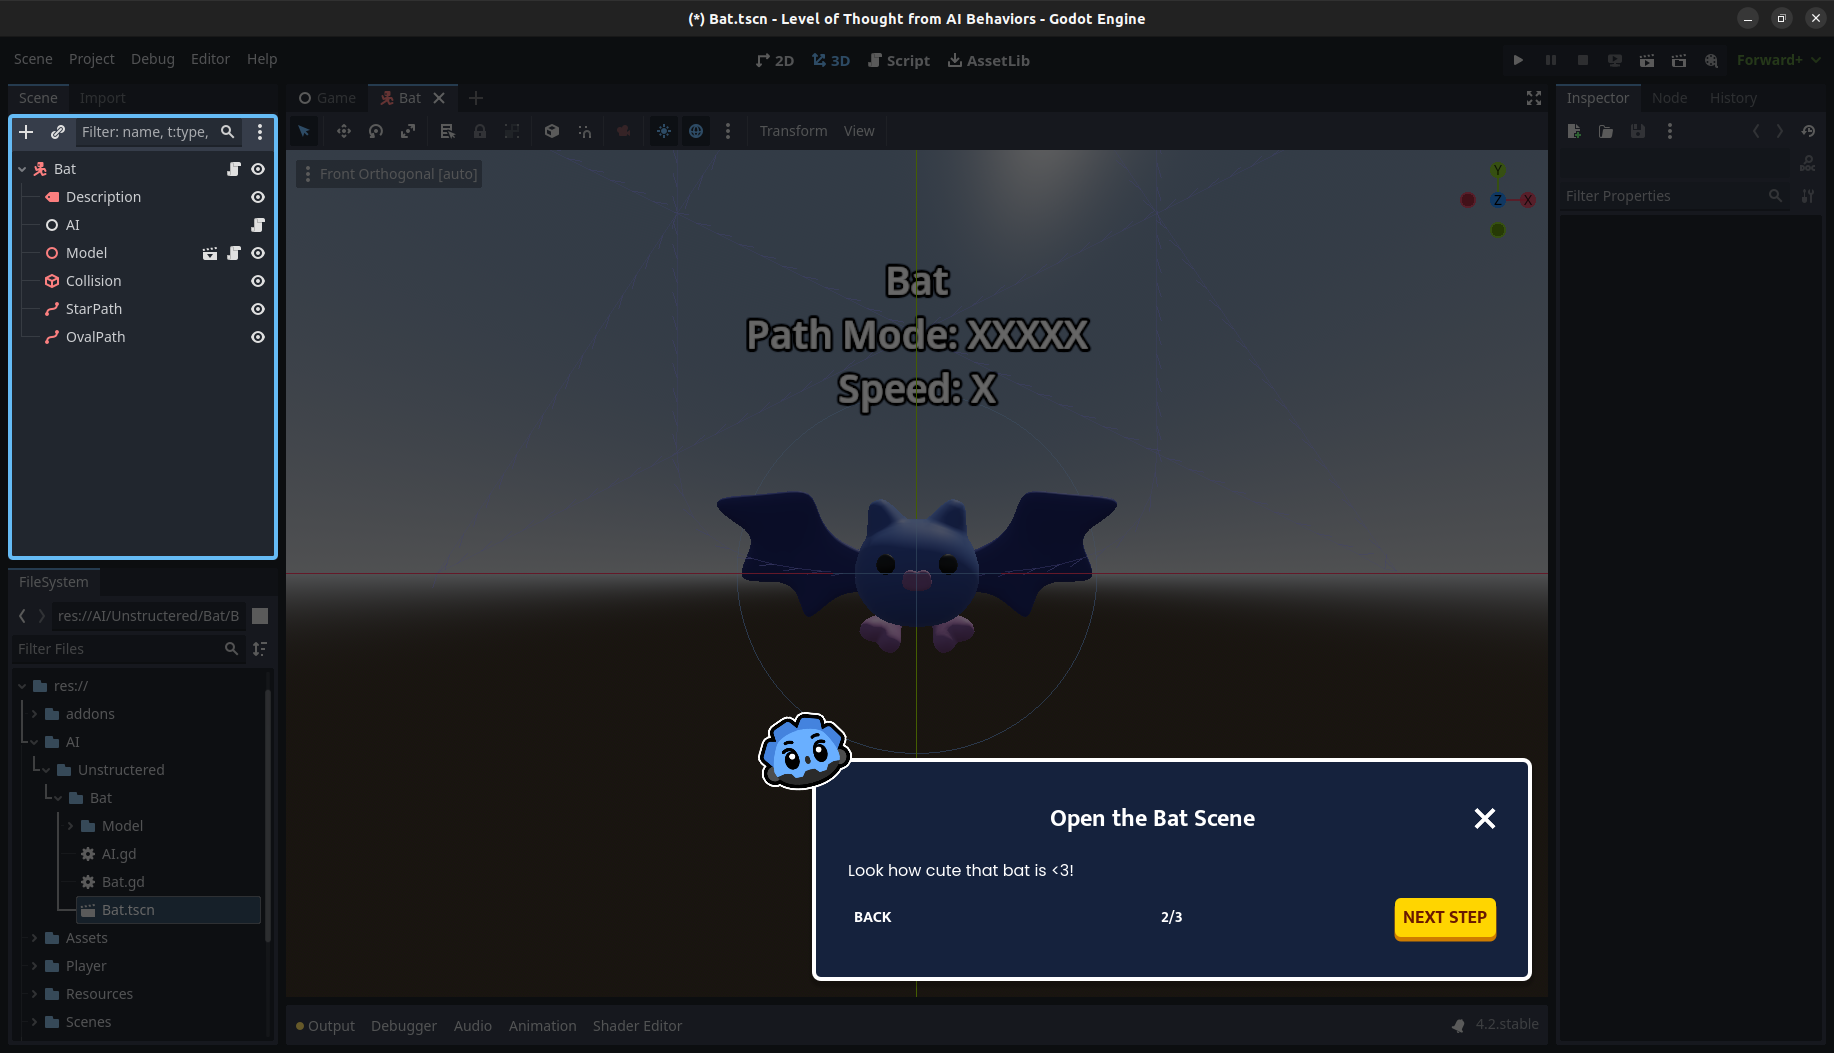 (*) Bat.tscn - Level of Thought from AI Behaviors - Godot Engine
Scene Project Debug Editor Help
2D 3D Script AssetLib
Forward+
Scene Import
Game Bat
Inspector Node History
Filter: name, t:type,
Transform View
Bat
Description
AI
Model
Collision
StarPath
OvalPath
Front Orthogonal [auto]
Y
Z X
Filter Properties
Bat
Path Mode: XXXXX
Speed: X
FileSystem
res://AI/Unstructered/Bat/B
Filter Files
res://
addons
AI
Unstructered
Bat
Model
AI.gd
Bat.gd
Bat.tscn
Assets
Player
Resources
Scenes
Open the Bat Scene
Look how cute that bat is <3!
BACK 2/3 NEXT STEP
Output Debugger Audio Animation Shader Editor
4.2.stable